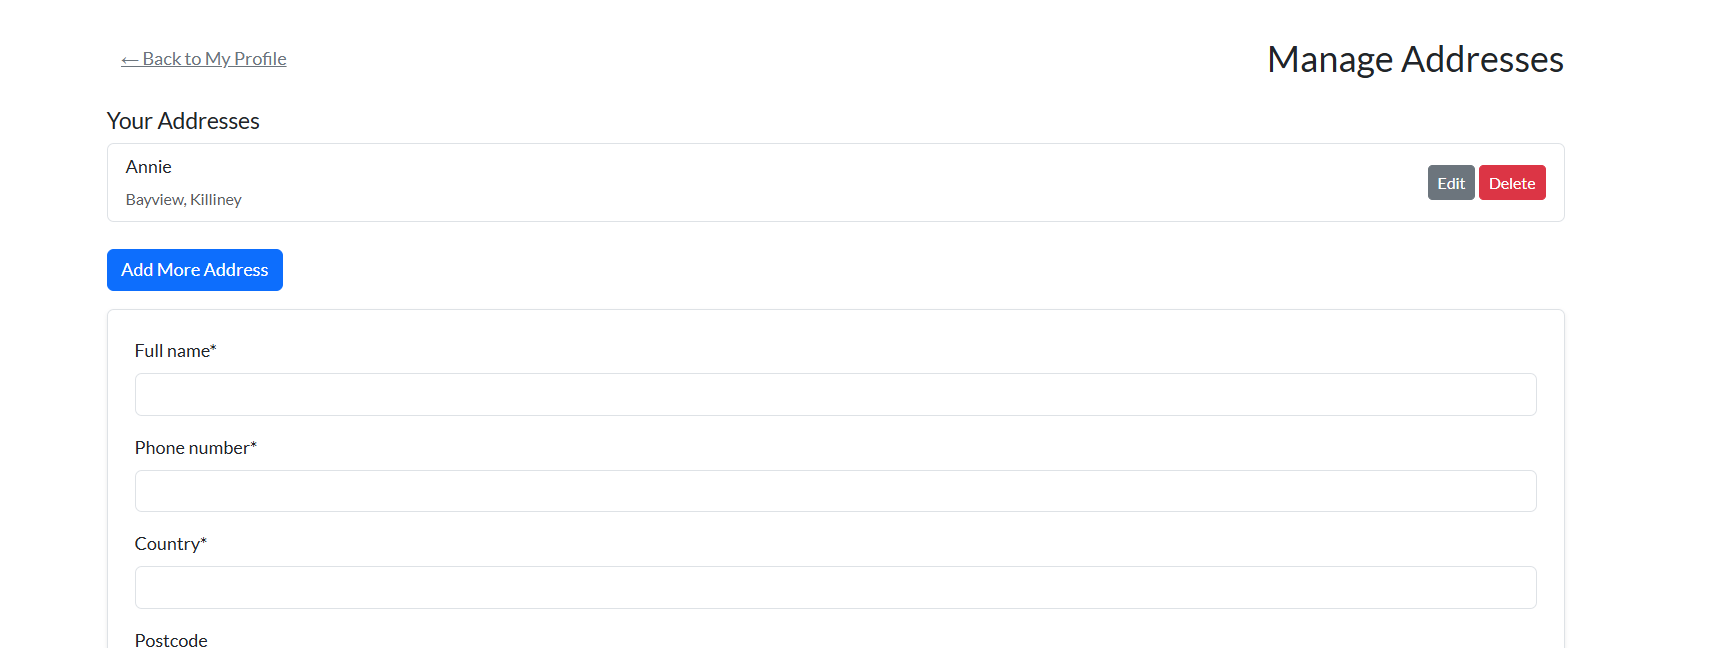 ← Back to My Profile
Manage Addresses
Your Addresses
Annie
Bayview, Killiney
Edit Delete
Add More Address
Full name*
Phone number*
Country*
Postcode